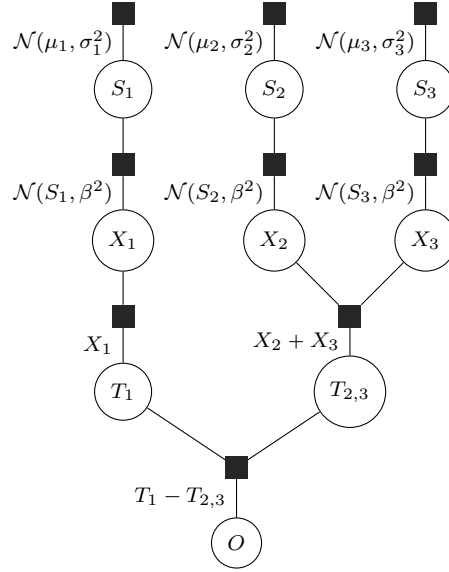 N(μ₁, σ₁²) N(μ₂, σ₂²) N(μ₃, σ₃²)
S₁ S₂ S₃
N(S₁, β²) N(S₂, β²) N(S₃, β²)
X₁ X₂ X₃
X₁ X₂ + X₃
T₁ T₂,₃
T₁ − T₂,₃
O